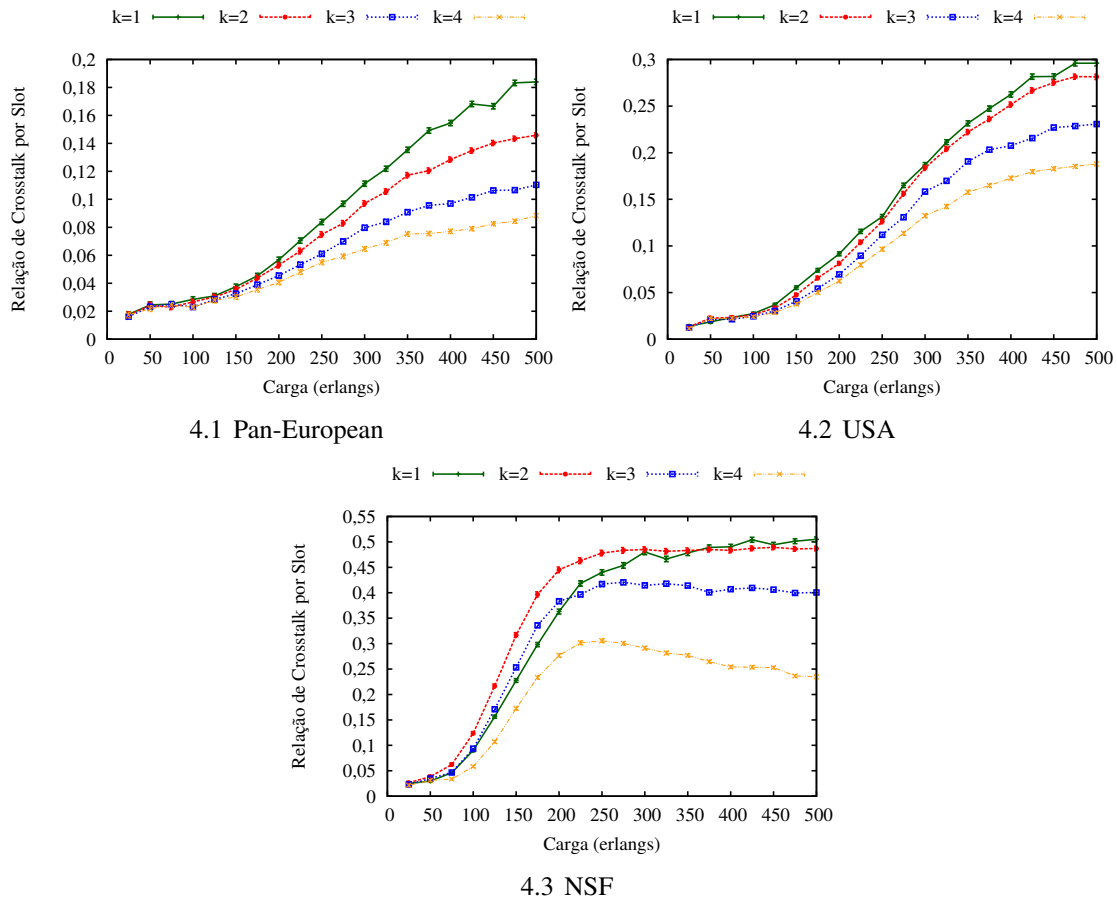 k=1 k=2 k=3 k=4
0,2
0,18
0,16
0,14
0,12
0,1
0,08
0,06
0,04
0,02
0
Relação de Crosstalk por Slot
0 50 100 150 200 250 300 350 400 450 500
Carga (erlangs)
4.1 Pan-European
k=1 k=2 k=3 k=4
0,3
0,25
0,2
0,15
0,1
0,05
0
Relação de Crosstalk por Slot
0 50 100 150 200 250 300 350 400 450 500
Carga (erlangs)
4.2 USA
k=1 k=2 k=3 k=4
0,55
0,5
0,45
0,4
0,35
0,3
0,25
0,2
0,15
0,1
0,05
0
Relação de Crosstalk por Slot
0 50 100 150 200 250 300 350 400 450 500
Carga (erlangs)
4.3 NSF